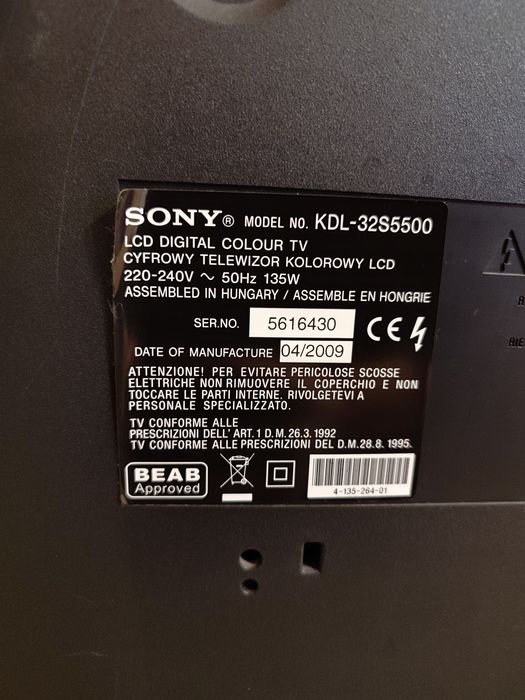 SONY® MODEL NO. KDL-32S5500
LCD DIGITAL COLOUR TV
CYFROWY TELEWIZOR KOLOROWY LCD
220-240V ~ 50Hz 135W
ASSEMBLED IN HUNGARY / ASSEMBLE EN HONGRIE
SER.NO. 5616430 CE
DATE OF MANUFACTURE 04/2009
ATTENZIONE! PER EVITARE PERICOLOSE SCOSSE
ELETTRICHE NON RIMUOVERE IL COPERCHIO E NON
TOCCARE LE PARTI INTERNE. RIVOLGETEVI A
PERSONALE SPECIALIZZATO.
TV CONFORME ALLE
PRESCRIZIONI DELL'ART.1 D.M.26.3.1992
TV CONFORME ALLE PRESCRIZIONI DEL D.M.28.8.1995.
BEAB
Approved
4-135-264-01